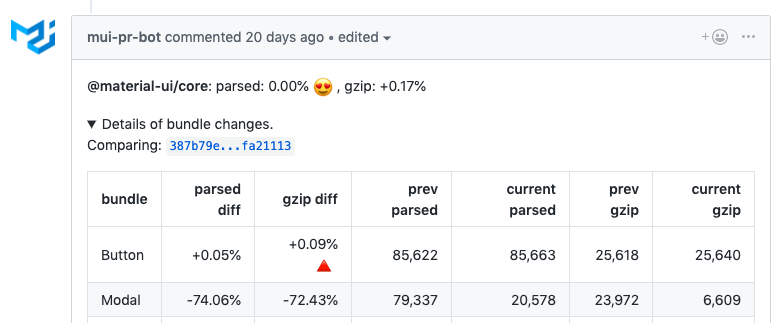 mui-pr-bot commented 20 days ago • edited
@material-ui/core: parsed: 0.00% 😍 , gzip: +0.17%
▼ Details of bundle changes.
Comparing: 387b79e...fa21113
bundle parsed diff gzip diff prev parsed current parsed prev gzip current gzip
Button +0.05% +0.09% 🔺 85,622 85,663 25,618 25,640
Modal -74.06% -72.43% 79,337 20,578 23,972 6,609